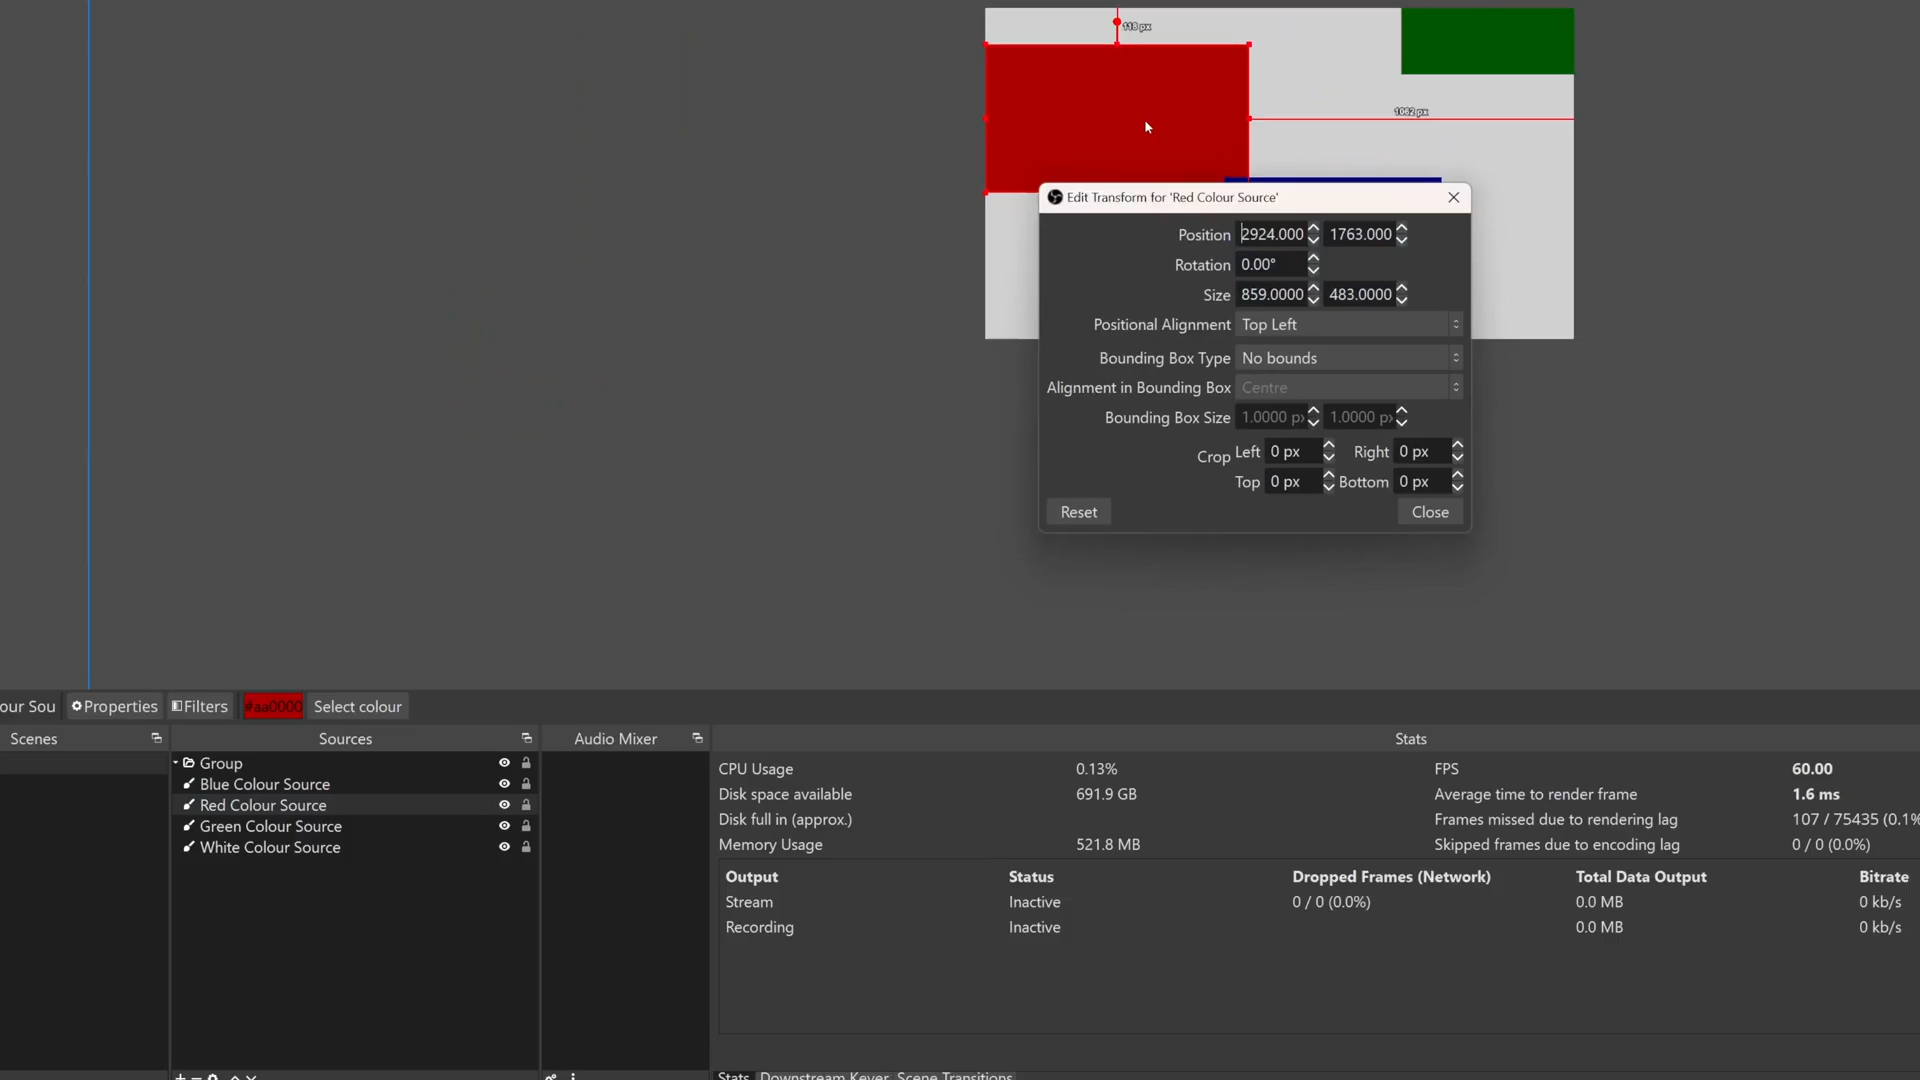 118 px
1062 px
Edit Transform for 'Red Colour Source'
Position 2924.000 1763.000
Rotation 0.00°
Size 859.0000 483.0000
Positional Alignment Top Left
Bounding Box Type No bounds
Alignment in Bounding Box Centre
Bounding Box Size 1.0000 px 1.0000 px
Crop Left 0 px Right 0 px
Top 0 px Bottom 0 px
Reset Close
our Sou Properties Filters #aa0000 Select colour
Scenes Sources Audio Mixer Stats
Group
Blue Colour Source
Red Colour Source
Green Colour Source
White Colour Source
CPU Usage 0.13% FPS 60.00
Disk space available 691.9 GB Average time to render frame 1.6 ms
Disk full in (approx.) Frames missed due to rendering lag 107 / 75435 (0.1%
Memory Usage 521.8 MB Skipped frames due to encoding lag 0 / 0 (0.0%)
Output Status Dropped Frames (Network) Total Data Output Bitrate
Stream Inactive 0 / 0 (0.0%) 0.0 MB 0 kb/s
Recording Inactive 0.0 MB 0 kb/s
Stats Downstream Keyer Scene Transitions